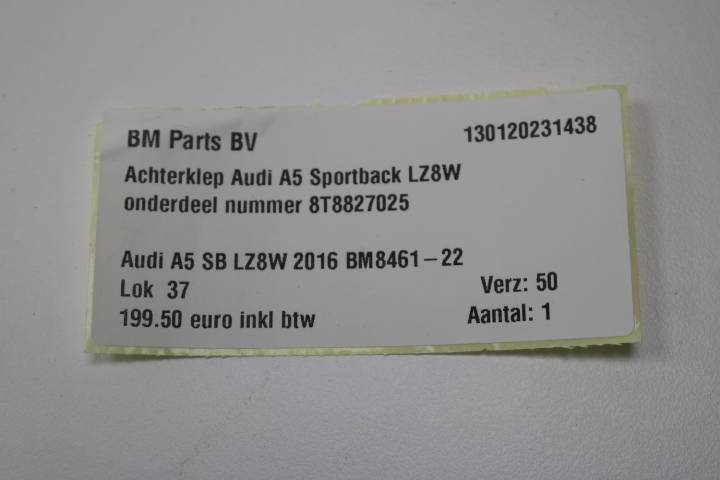 BM Parts BV 130120231438
Achterklep Audi A5 Sportback LZ8W
onderdeel nummer 8T8827025
Audi A5 SB LZ8W 2016 BM8461-22
Lok 37 Verz: 50
199.50 euro inkl btw Aantal: 1